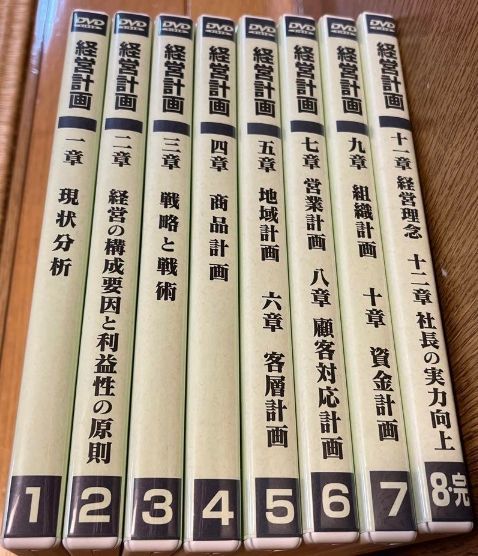 DVD
経営計画
一章 現状分析
1
DVD
経営計画
二章 経営の構成要因と利益性の原則
2
DVD
経営計画
三章 戦略と戦術
3
DVD
経営計画
四章 商品計画
4
DVD
経営計画
五章 地域計画 六章 客層計画
5
DVD
経営計画
七章 営業計画 八章 顧客対応計画
6
DVD
経営計画
九章 組織計画 十章 資金計画
7
DVD
経営計画
十一章 経営理念 十二章 社長の実力向上
8・完